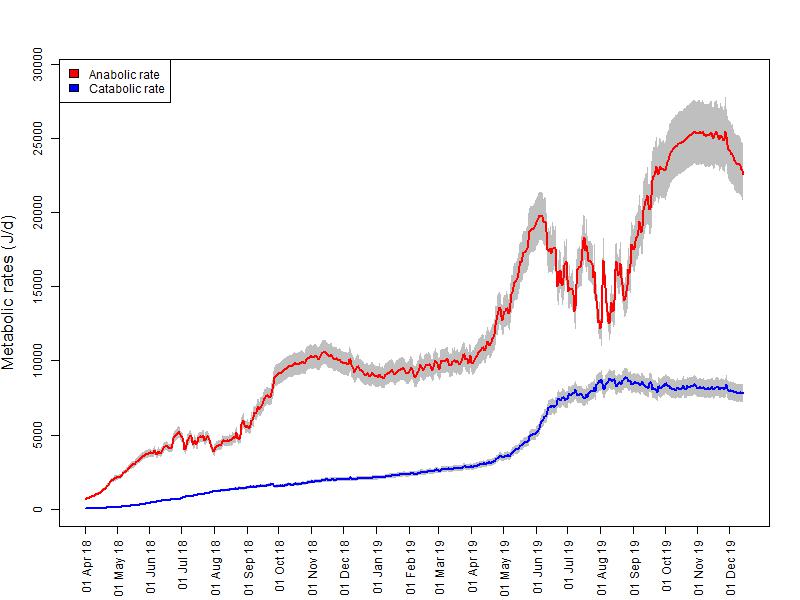 Anabolic rate
Catabolic rate
Metabolic rates (J/d)
30000
25000
20000
15000
10000
5000
0
01 Apr 18
01 May 18
01 Jun 18
01 Jul 18
01 Aug 18
01 Sep 18
01 Oct 18
01 Nov 18
01 Dec 18
01 Jan 19
01 Feb 19
01 Mar 19
01 Apr 19
01 May 19
01 Jun 19
01 Jul 19
01 Aug 19
01 Sep 19
01 Oct 19
01 Nov 19
01 Dec 19